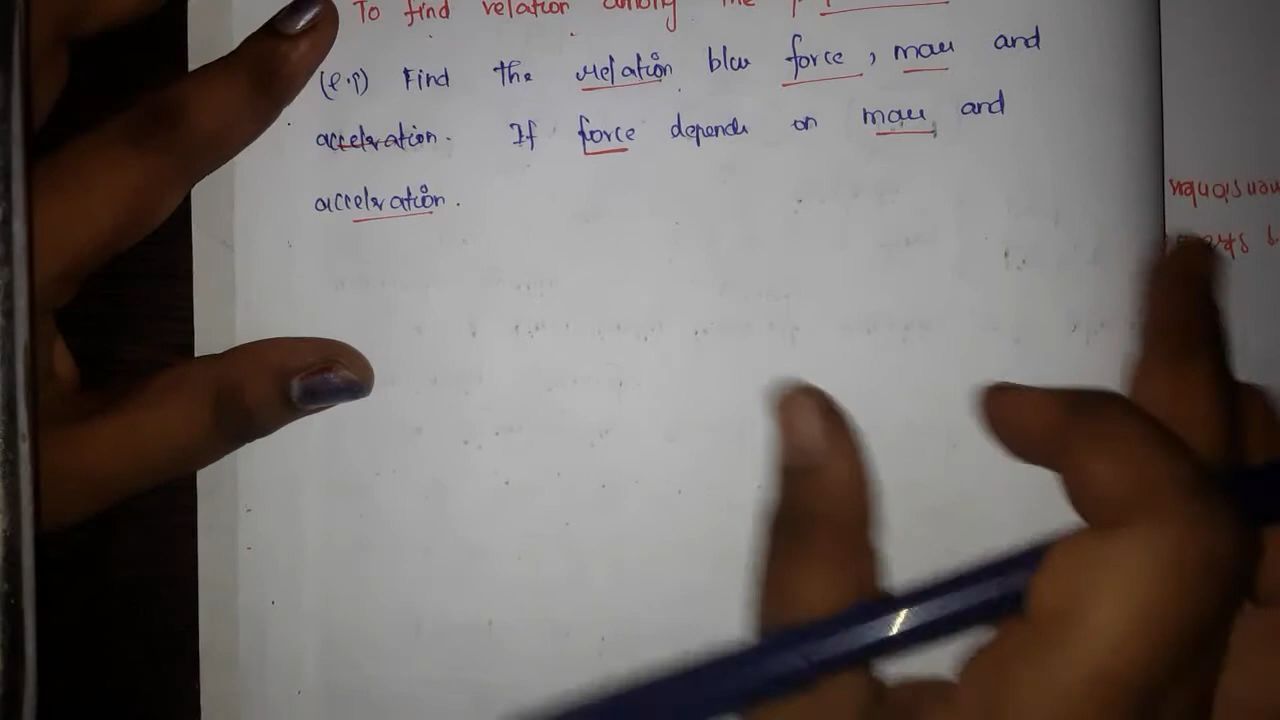 To find relation among the
(e.g) Find the relation b/w force, mass and
acceleration. If force depends on mass and
acceleration.